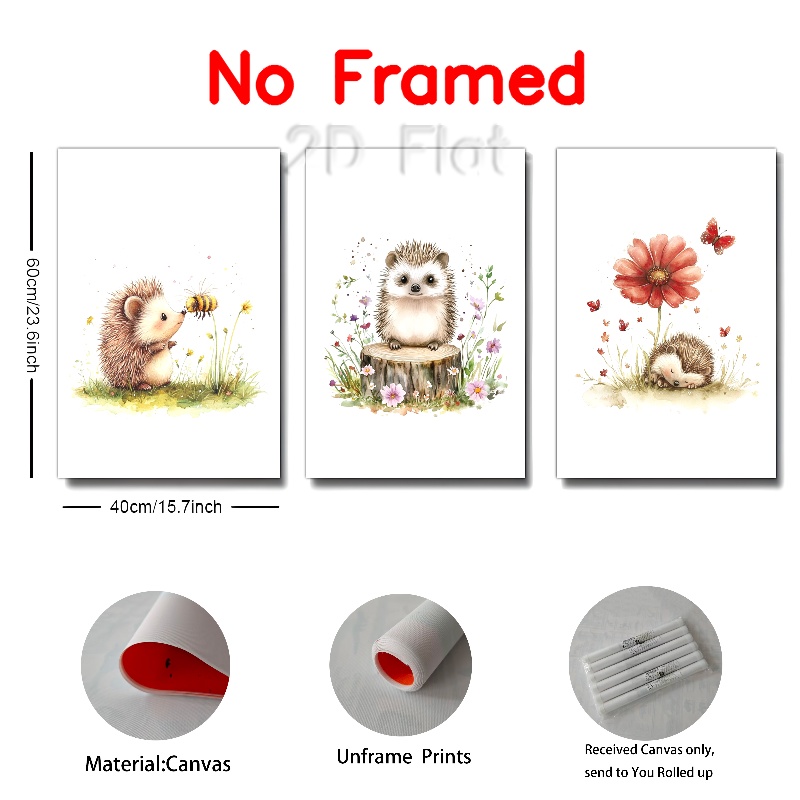 No Framed
2D Flat
60cm/23.6inch
40cm/15.7inch
Material:Canvas
Unframe Prints
Received Canvas only,
send to You Rolled up